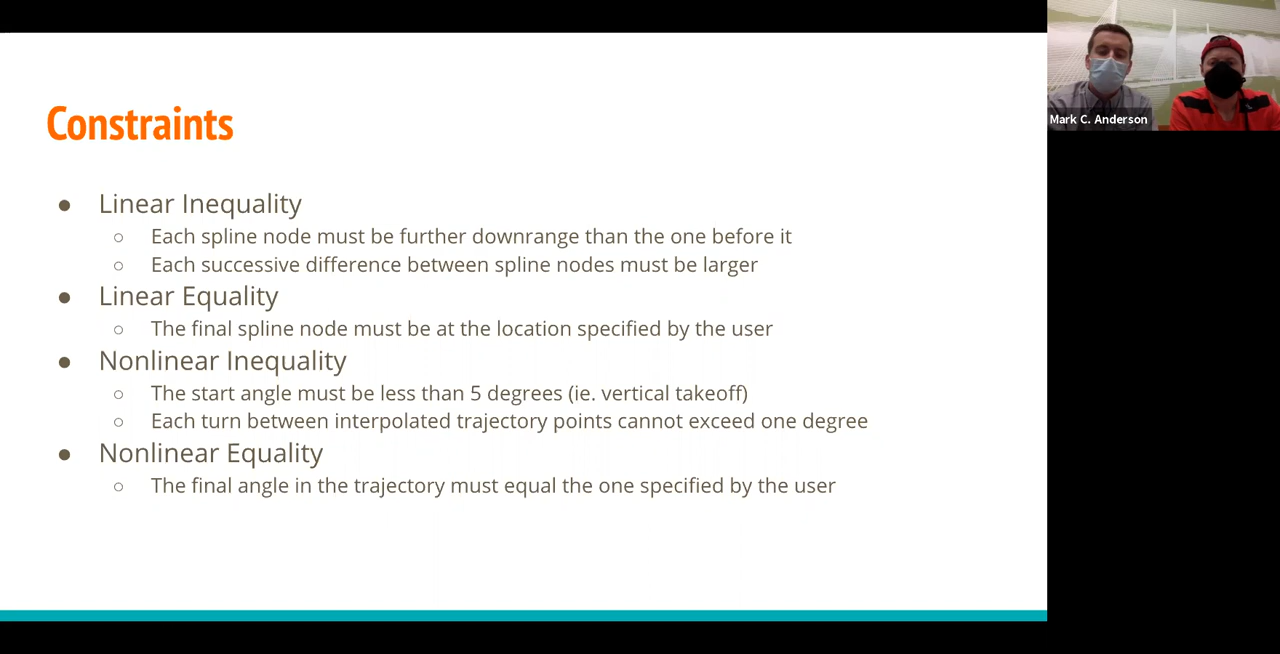 Constraints
● Linear Inequality
○ Each spline node must be further downrange than the one before it
○ Each successive difference between spline nodes must be larger
● Linear Equality
○ The final spline node must be at the location specified by the user
● Nonlinear Inequality
○ The start angle must be less than 5 degrees (ie. vertical takeoff)
○ Each turn between interpolated trajectory points cannot exceed one degree
● Nonlinear Equality
○ The final angle in the trajectory must equal the one specified by the user
Mark C. Anderson